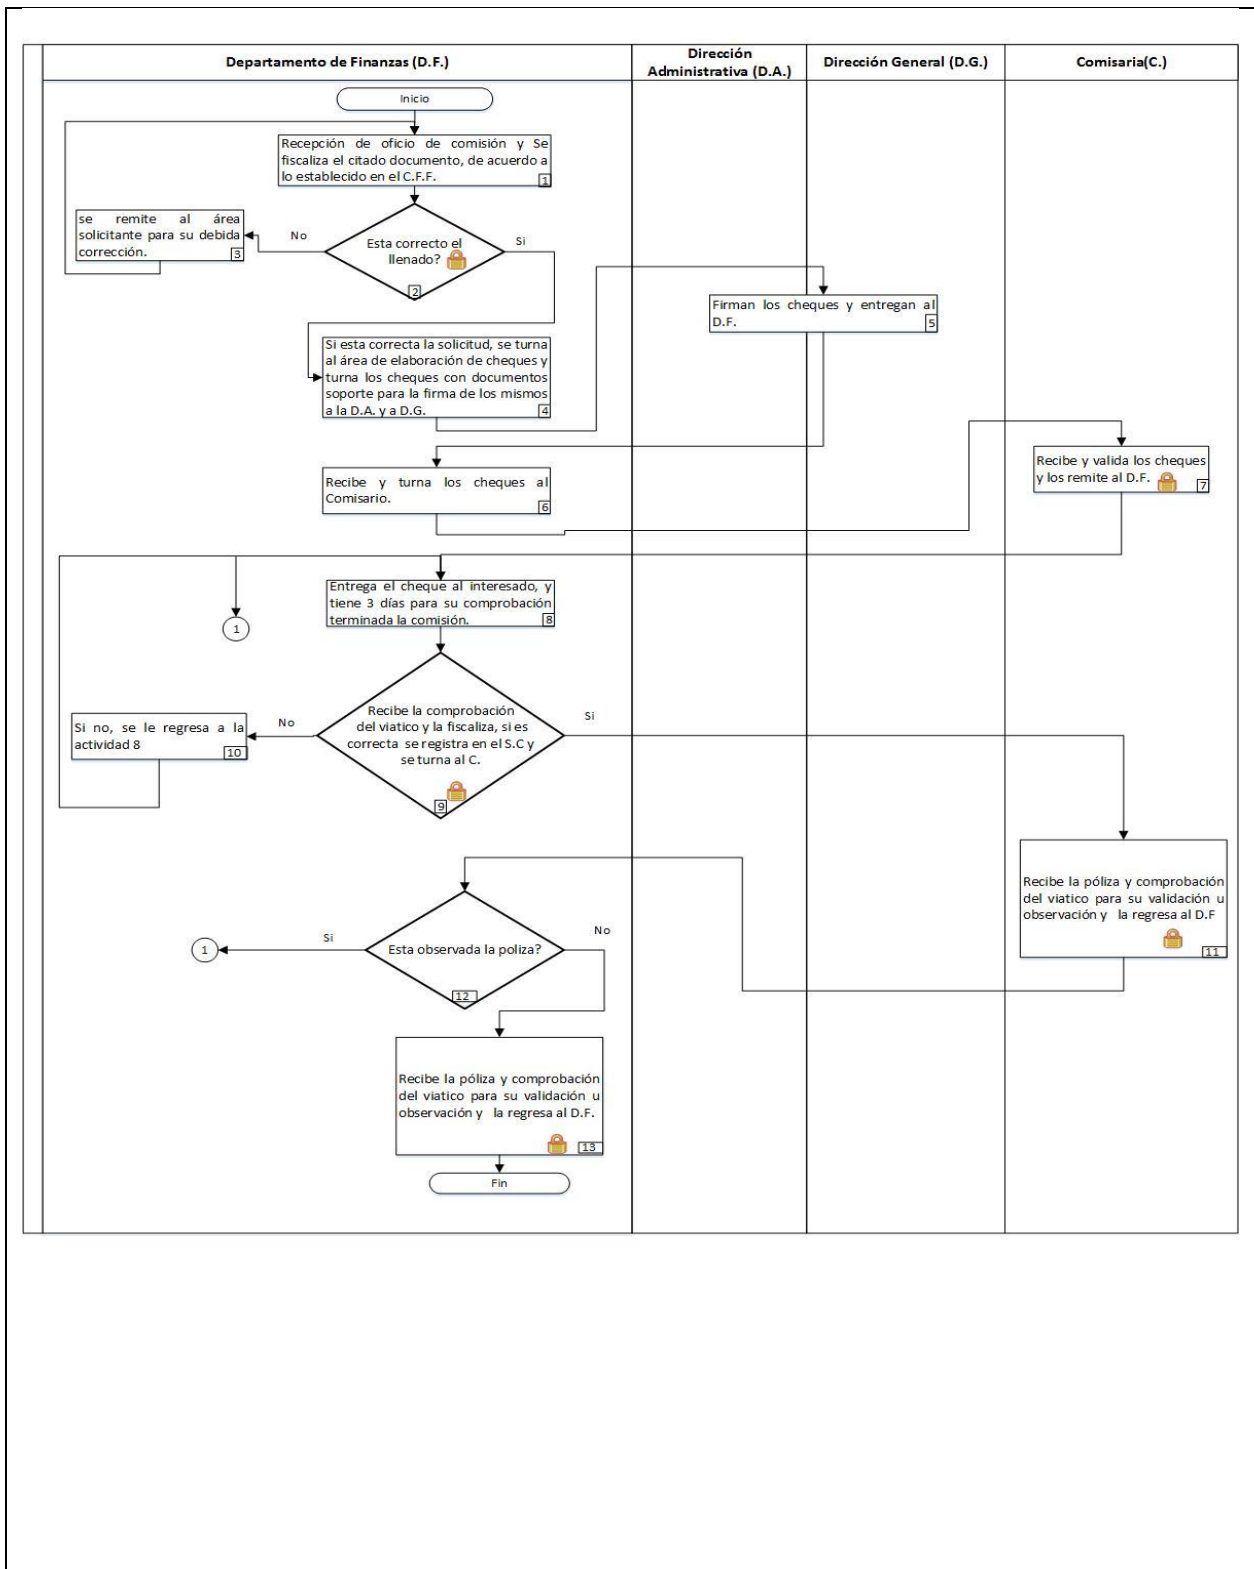 Departamento de Finanzas (D.F.)
Dirección
Administrativa (D.A.)
Dirección General (D.G.)
Comisaria(C.)
Inicio
Recepción de oficio de comisión y Se
fiscaliza el citado documento, de acuerdo a
lo establecido en el C.F.F.
1
Esta correcto el
llenado?
2
No
Si
se remite al área
solicitante para su debida
corrección.
3
Si esta correcta la solicitud, se turna
al área de elaboración de cheques y
turna los cheques con documentos
soporte para la firma de los mismos
a la D.A. y a D.G.
4
Firman los cheques y entregan al
D.F.
5
Recibe y turna los cheques al
Comisario.
6
Recibe y valida los cheques
y los remite al D.F.
7
Entrega el cheque al interesado, y
tiene 3 días para su comprobación
terminada la comisión.
8
1
Recibe la comprobación
del viatico y la fiscaliza, si es
correcta se registra en el S.C y
se turna al C.
9
No
Si
Si no, se le regresa a la
actividad 8
10
Recibe la póliza y comprobación
del viatico para su validación u
observación y la regresa al D.F
11
Esta observada la poliza?
12
Si
No
1
Recibe la póliza y comprobación
del viatico para su validación u
observación y la regresa al D.F.
13
Fin